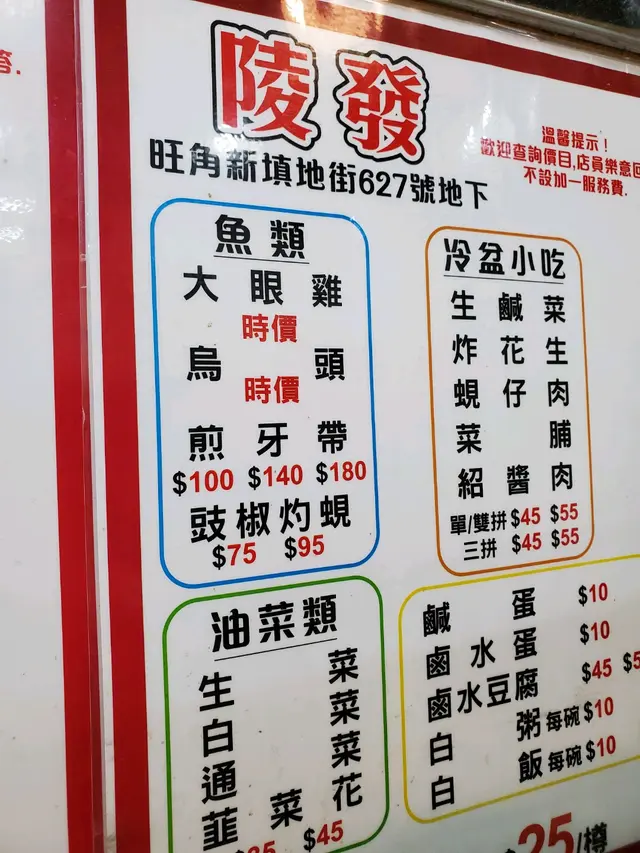 陵發
旺角新填地街627號地下
溫馨提示！
歡迎查詢價目,店員樂意回
不設加一服務費.
魚類
大眼雞
時價
烏頭
時價
煎牙帶
$100 $140 $180
豉椒灼蜆
$75 $95
冷盆小吃
生鹹菜
炸花生
蜆仔肉
菜脯
紹醬肉
單/雙拼 $45 $55
三拼 $45 $55
油菜類
生菜
白菜
通菜
韮菜花
$45
鹹蛋 $10
鹵水蛋 $10
鹵水豆腐 $45
白粥 每碗 $10
白飯 每碗 $10
25/樽